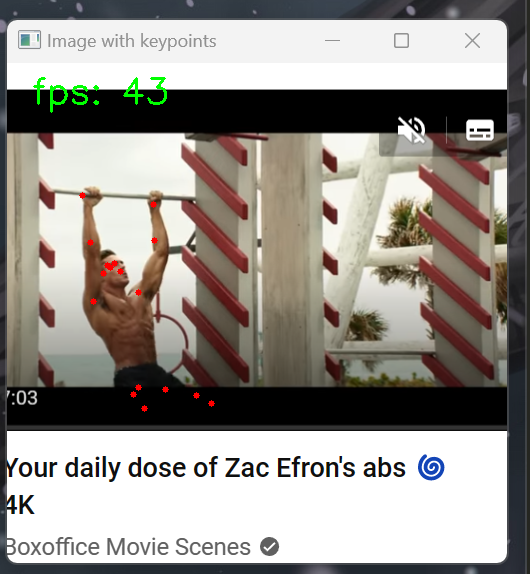 Image with keypoints
fps: 43
7:03
Your daily dose of Zac Efron's abs 🌀
4K
Boxoffice Movie Scenes